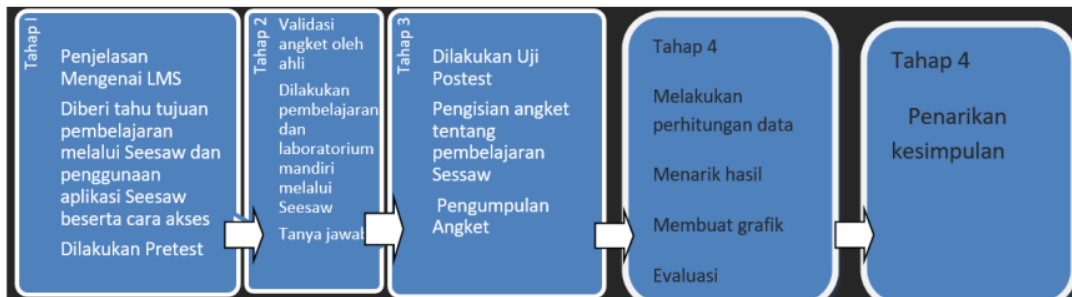 Tahap I
Penjelasan
Mengenai LMS
Diberi tahu tujuan
pembelajaran
melalui Seesaw dan
penggunaan
aplikasi Seesaw
beserta cara akses
Dilakukan Pretest
Tahap 2
Validasi
angket oleh
ahli
Dilakukan
pembelajaran
dan
laboratorium
mandiri
melalui
Seesaw
Tanya jawab
Tahap 3
Dilakukan Uji
Postest
Pengisian angket
tentang
pembelajaran
Sessaw
Pengumpulan
Angket
Tahap 4
Melakukan
perhitungan data
Menarik hasil
Membuat grafik
Evaluasi
Tahap 4
Penarikan
kesimpulan